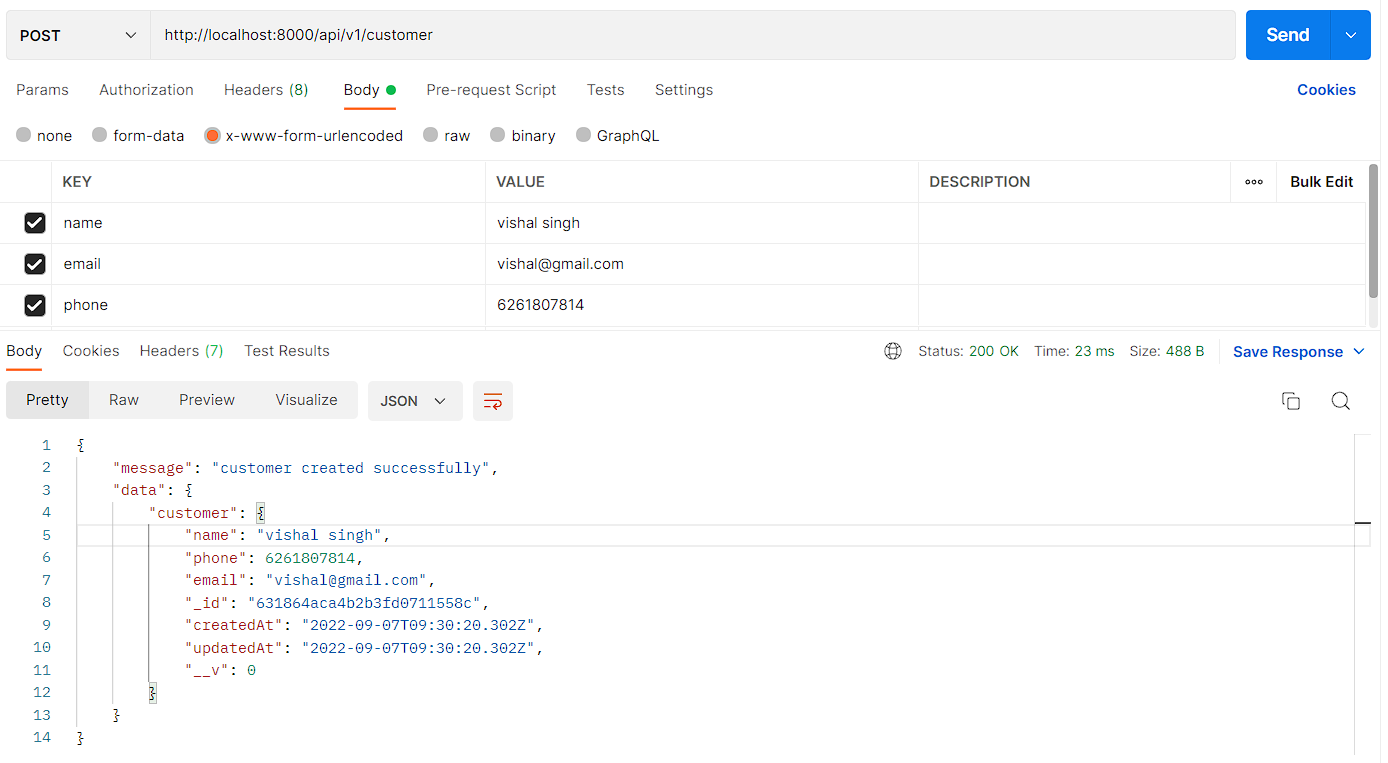 POST http://localhost:8000/api/v1/customer Send
Params Authorization Headers (8) Body Pre-request Script Tests Settings Cookies
none form-data x-www-form-urlencoded raw binary GraphQL
KEY VALUE DESCRIPTION ooo Bulk Edit
name vishal singh
email vishal@gmail.com
phone 6261807814
Body Cookies Headers (7) Test Results Status: 200 OK Time: 23 ms Size: 488 B Save Response
Pretty Raw Preview Visualize JSON
1 {
2 "message": "customer created successfully",
3 "data": {
4 "customer": {
5 "name": "vishal singh",
6 "phone": 6261807814,
7 "email": "vishal@gmail.com",
8 "_id": "631864aca4b2b3fd0711558c",
9 "createdAt": "2022-09-07T09:30:20.302Z",
10 "updatedAt": "2022-09-07T09:30:20.302Z",
11 "__v": 0
12 }
13 }
14 }